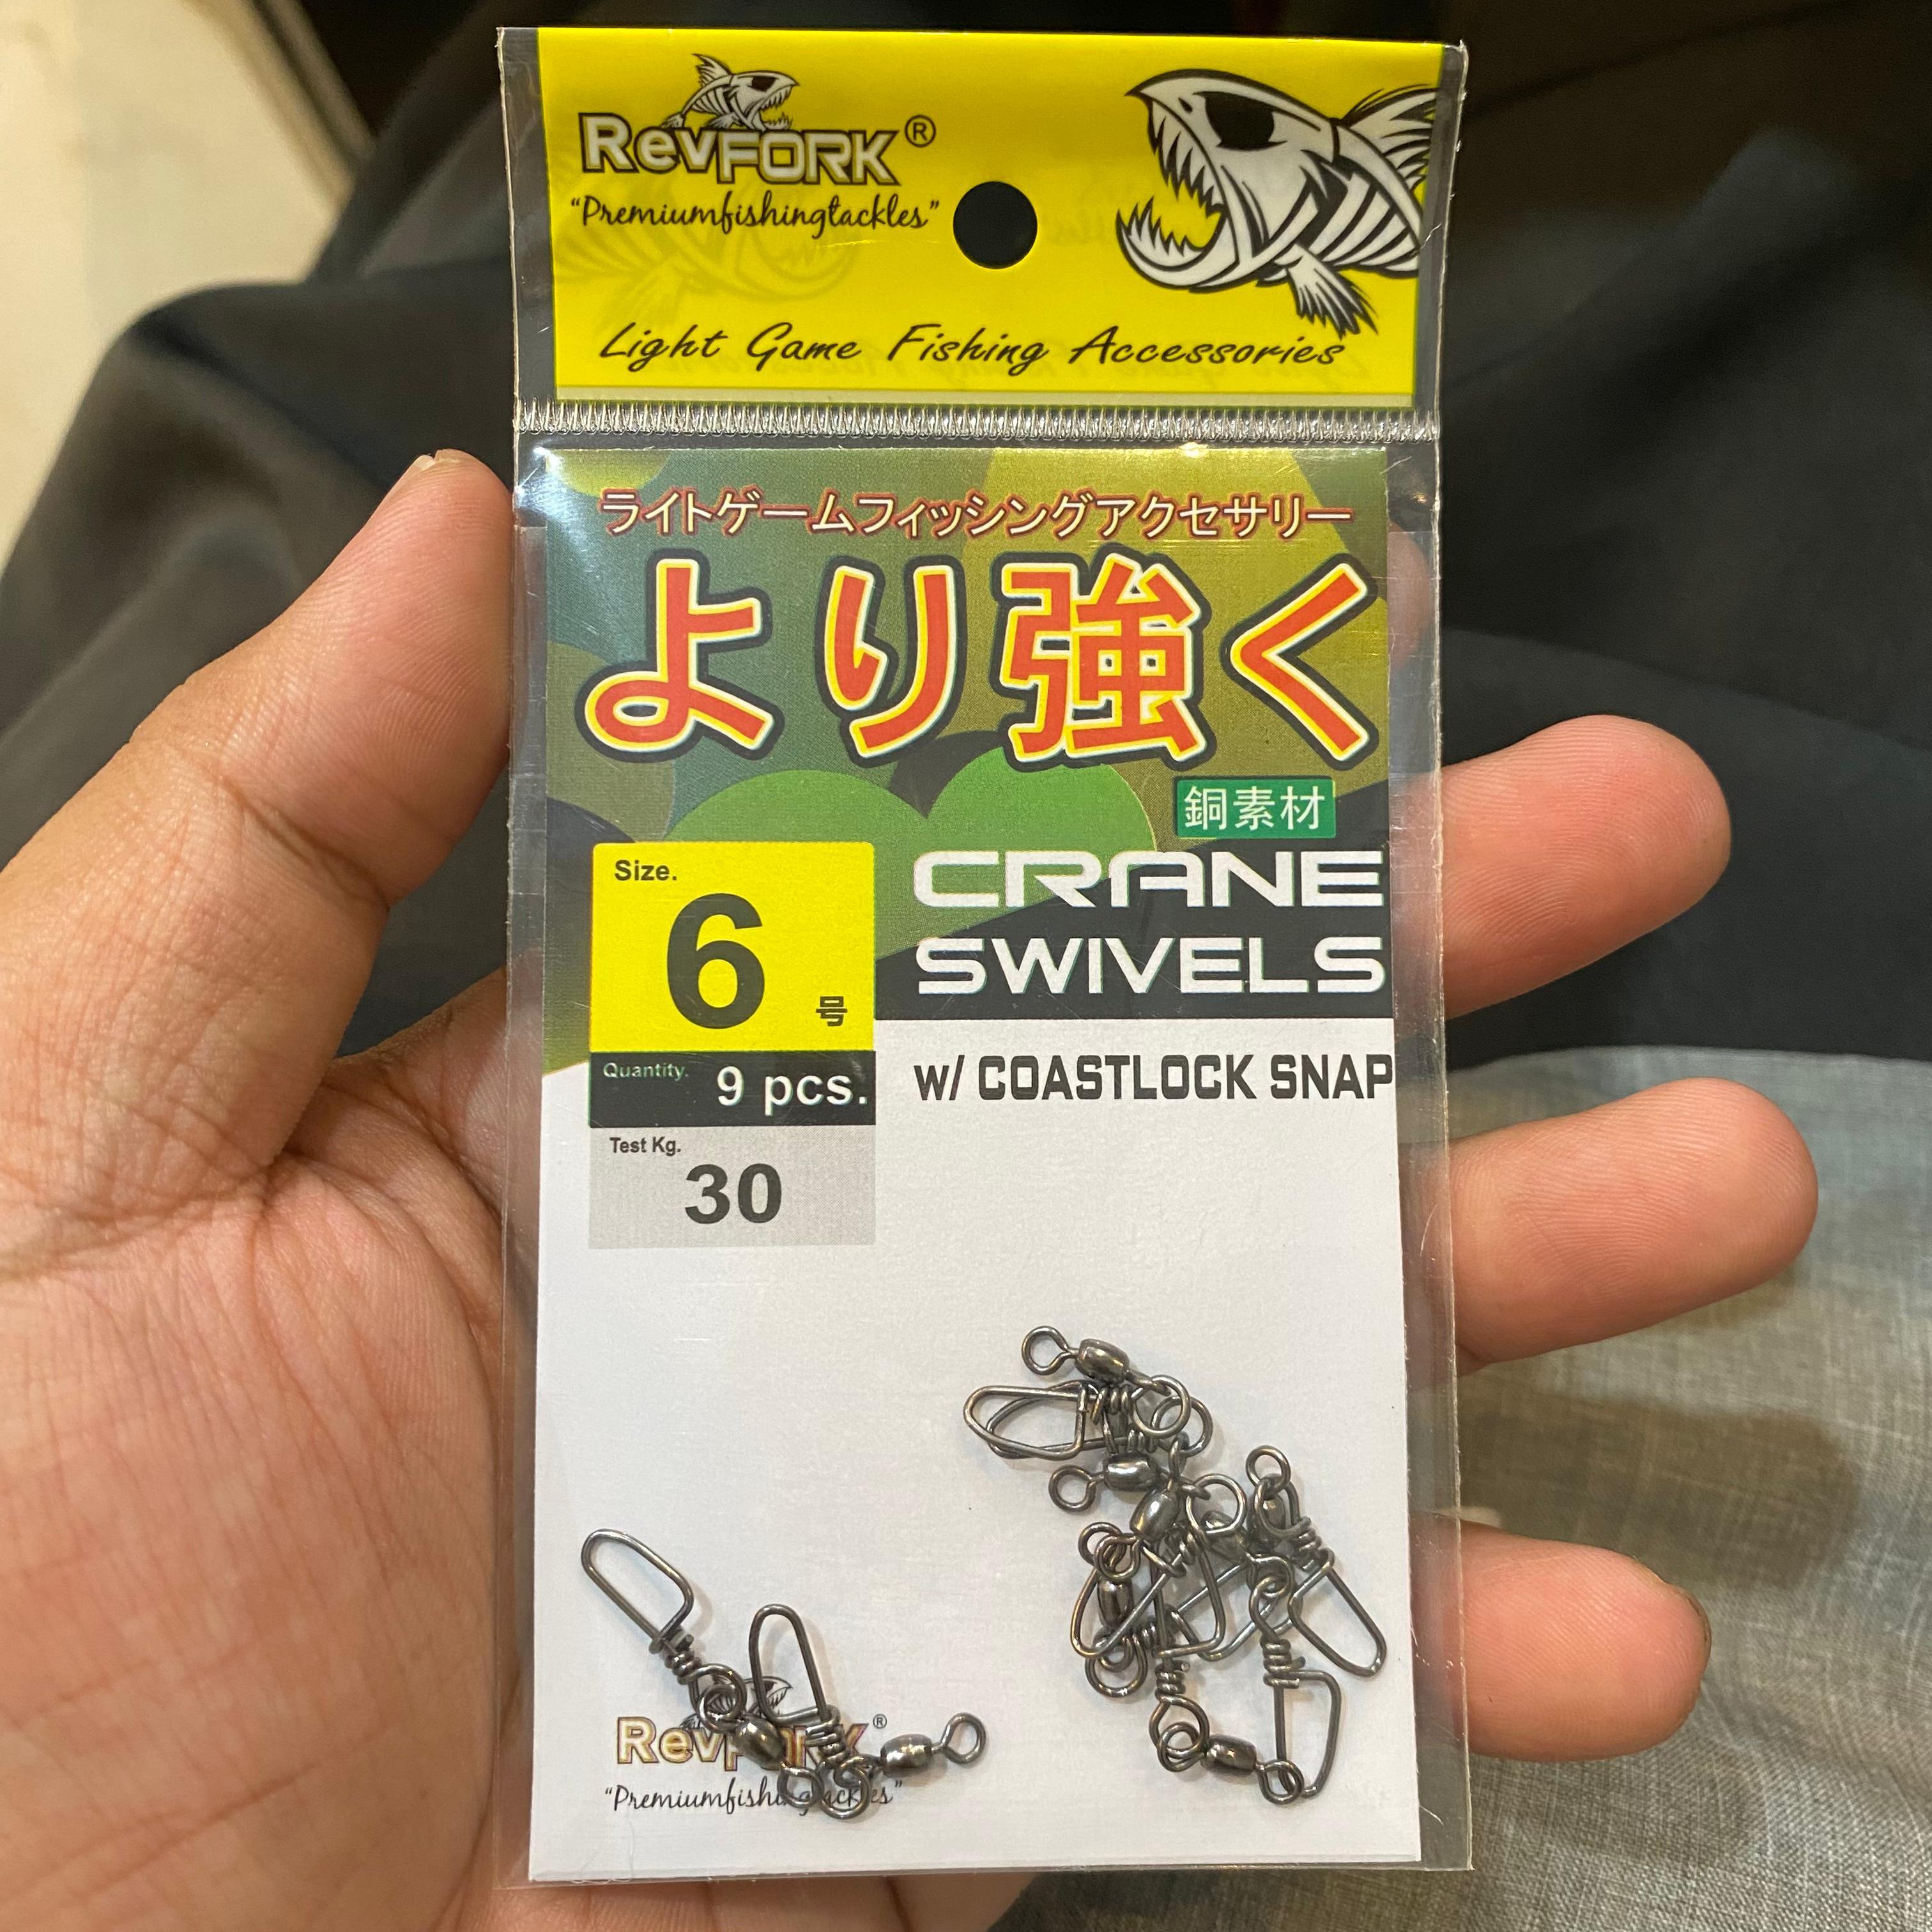 RevFORK®
"Premiumfishingtackles"
Light Game Fishing Accessories
ライトゲームフィッシングアクセサリー
より強く
銅素材
CRANE
SWIVELS
w/ COASTLOCK SNAP
Size.
6号
Quantity. 9 pcs.
Test Kg.
30
RevFORK®
"Premiumfishingtackles"